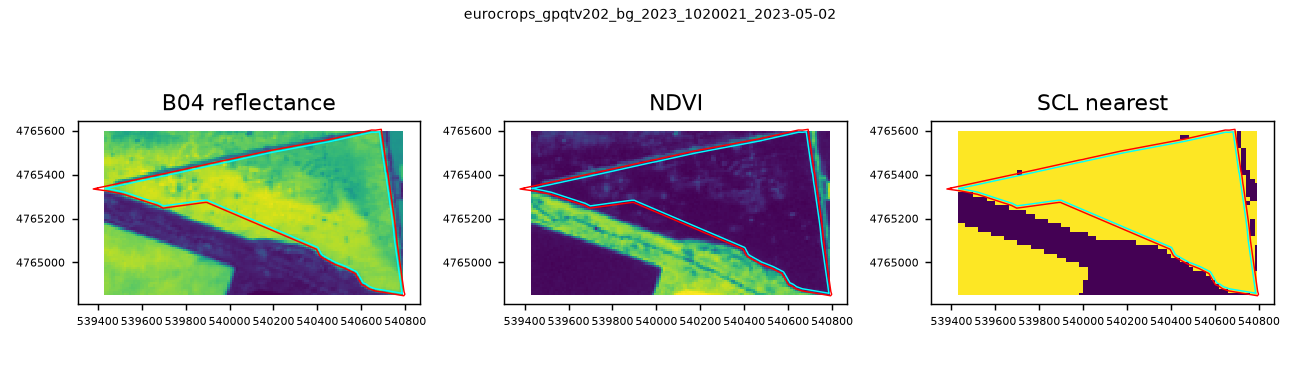 eurocrops_gpqtv202_bg_2023_1020021_2023-05-02
B04 reflectance NDVI SCL nearest
4765600 4765600 4765600
4765400 4765400 4765400
4765200 4765200 4765200
4765000 4765000 4765000
539400 539600 539800 540000 540200 540400 540600 540800 539400 539600 539800 540000 540200 540400 540600 540800 539400 539600 539800 540000 540200 540400 540600 540800